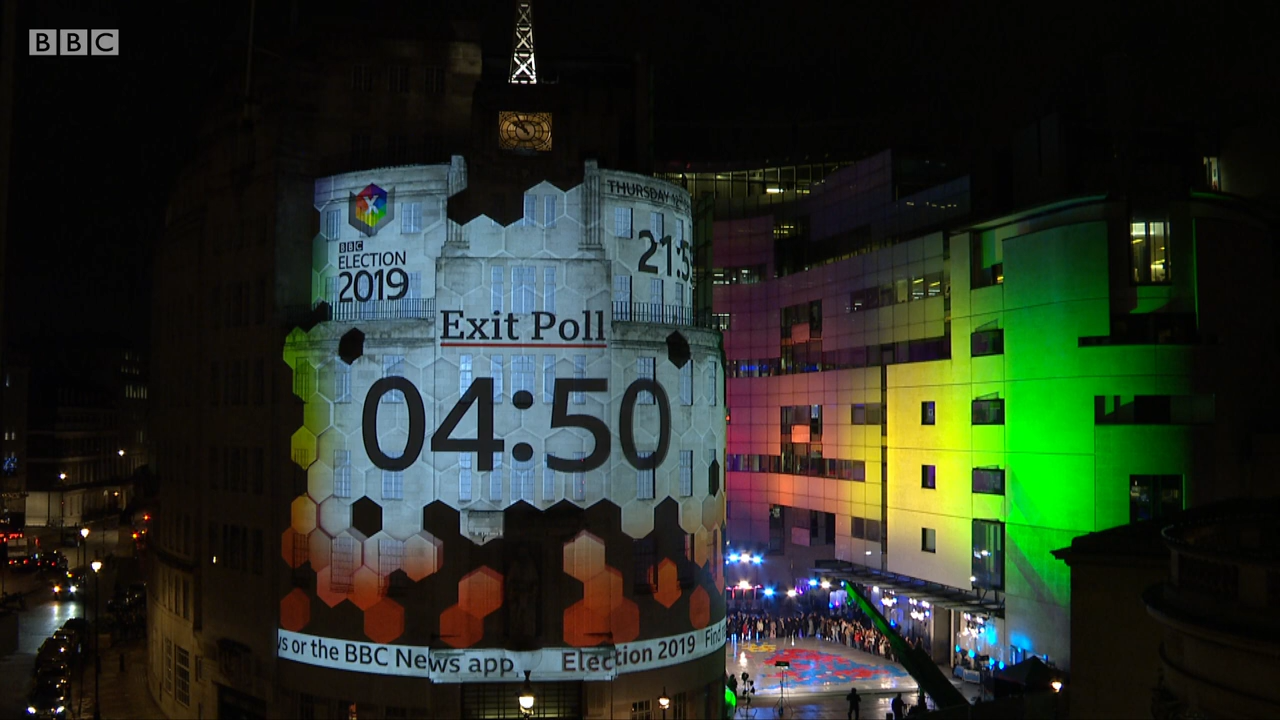 BBC
THURSDAY
BBC
ELECTION
2019
21:5
Exit Poll
04:50
s or the BBC News app Election 2019 Find